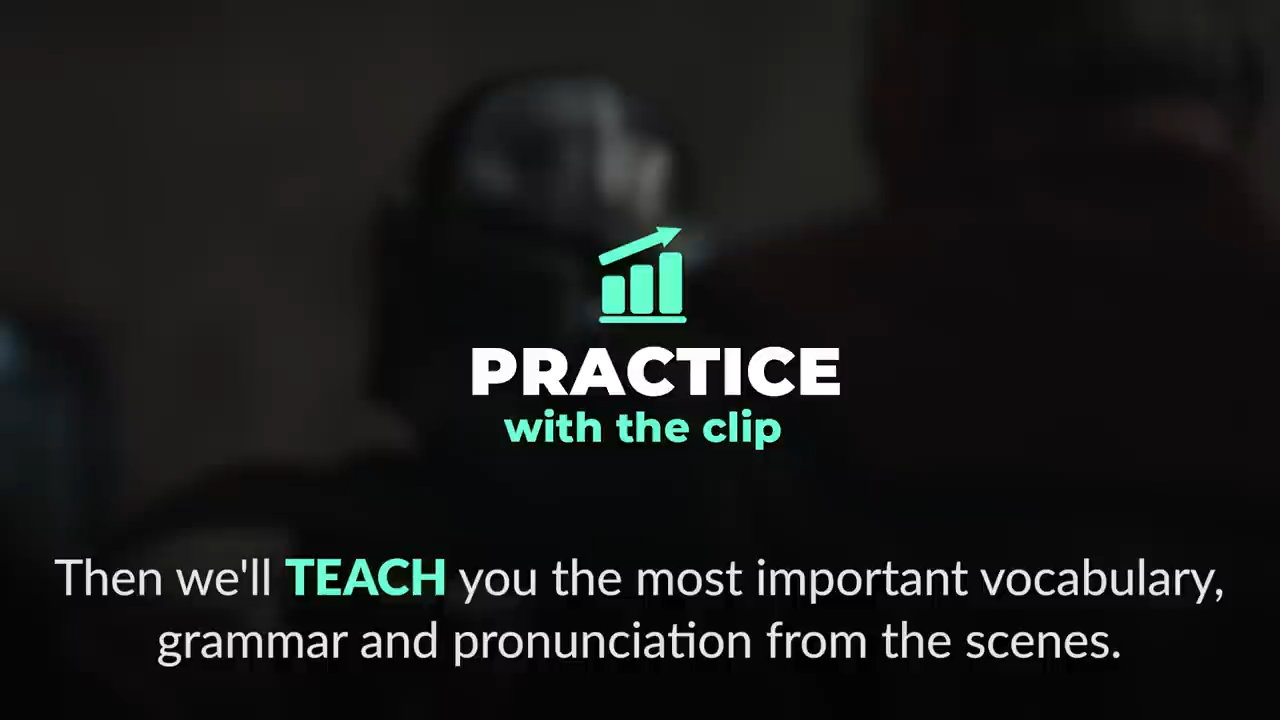 PRACTICE
with the clip
Then we'll TEACH you the most important vocabulary,
grammar and pronunciation from the scenes.